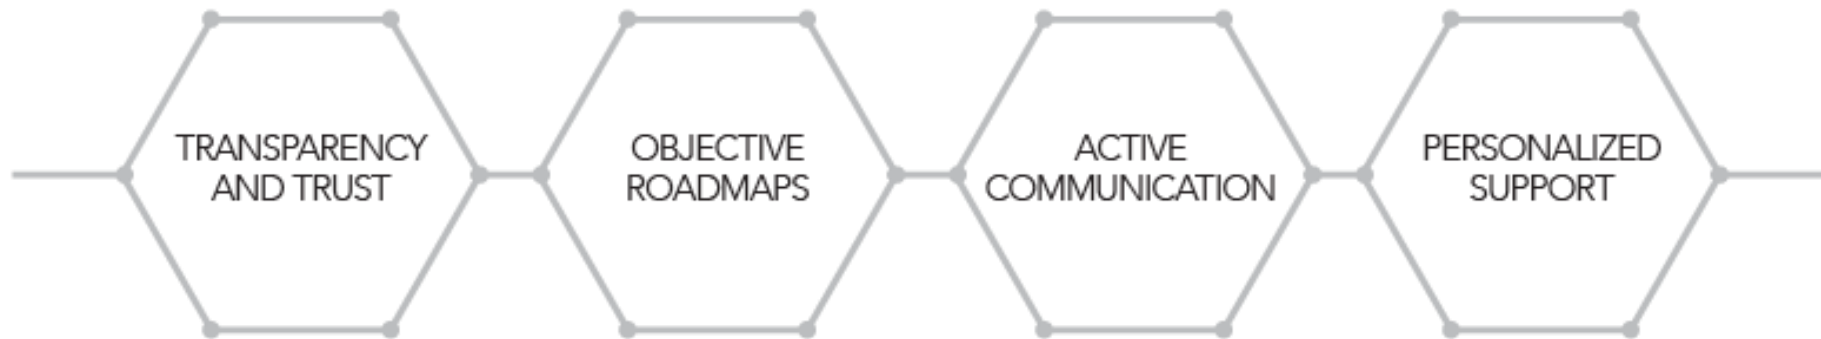 TRANSPARENCY
AND TRUST
OBJECTIVE
ROADMAPS
ACTIVE
COMMUNICATION
PERSONALIZED
SUPPORT